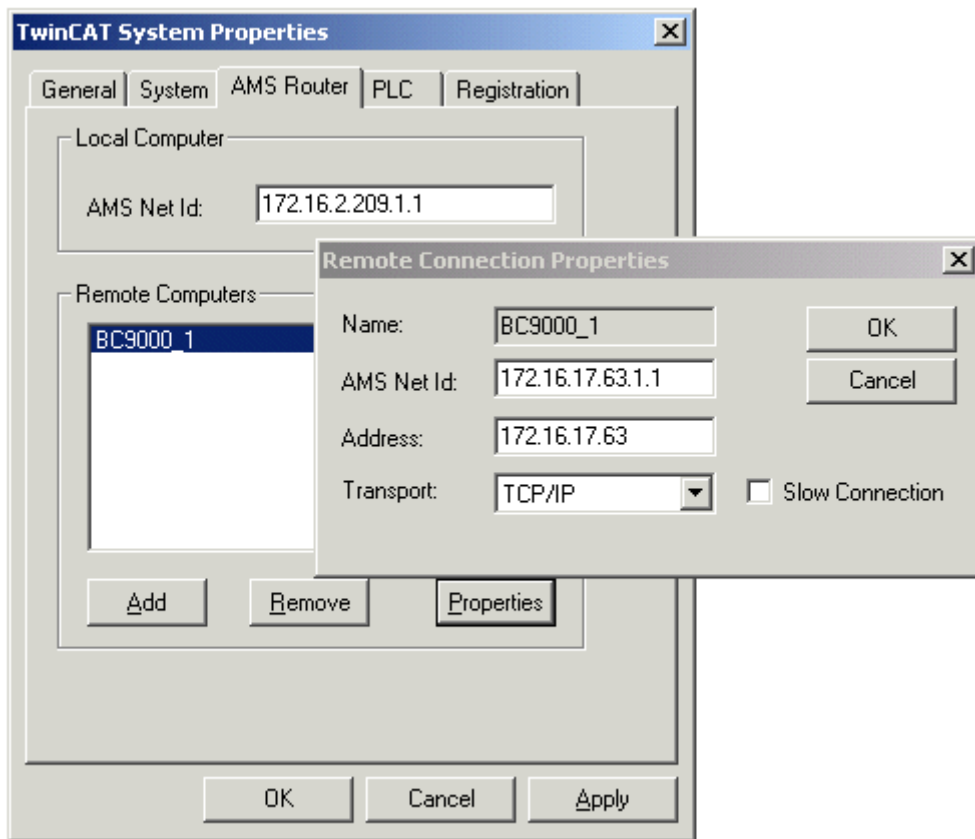 TwinCAT System Properties
General System AMS Router PLC Registration
Local Computer
AMS Net Id: 172.16.2.209.1.1
Remote Computers
BC9000_1
Add Remove Properties
OK Cancel Apply
Remote Connection Properties
Name: BC9000_1 OK
AMS Net Id: 172.16.17.63.1.1 Cancel
Address: 172.16.17.63
Transport: TCP/IP Slow Connection